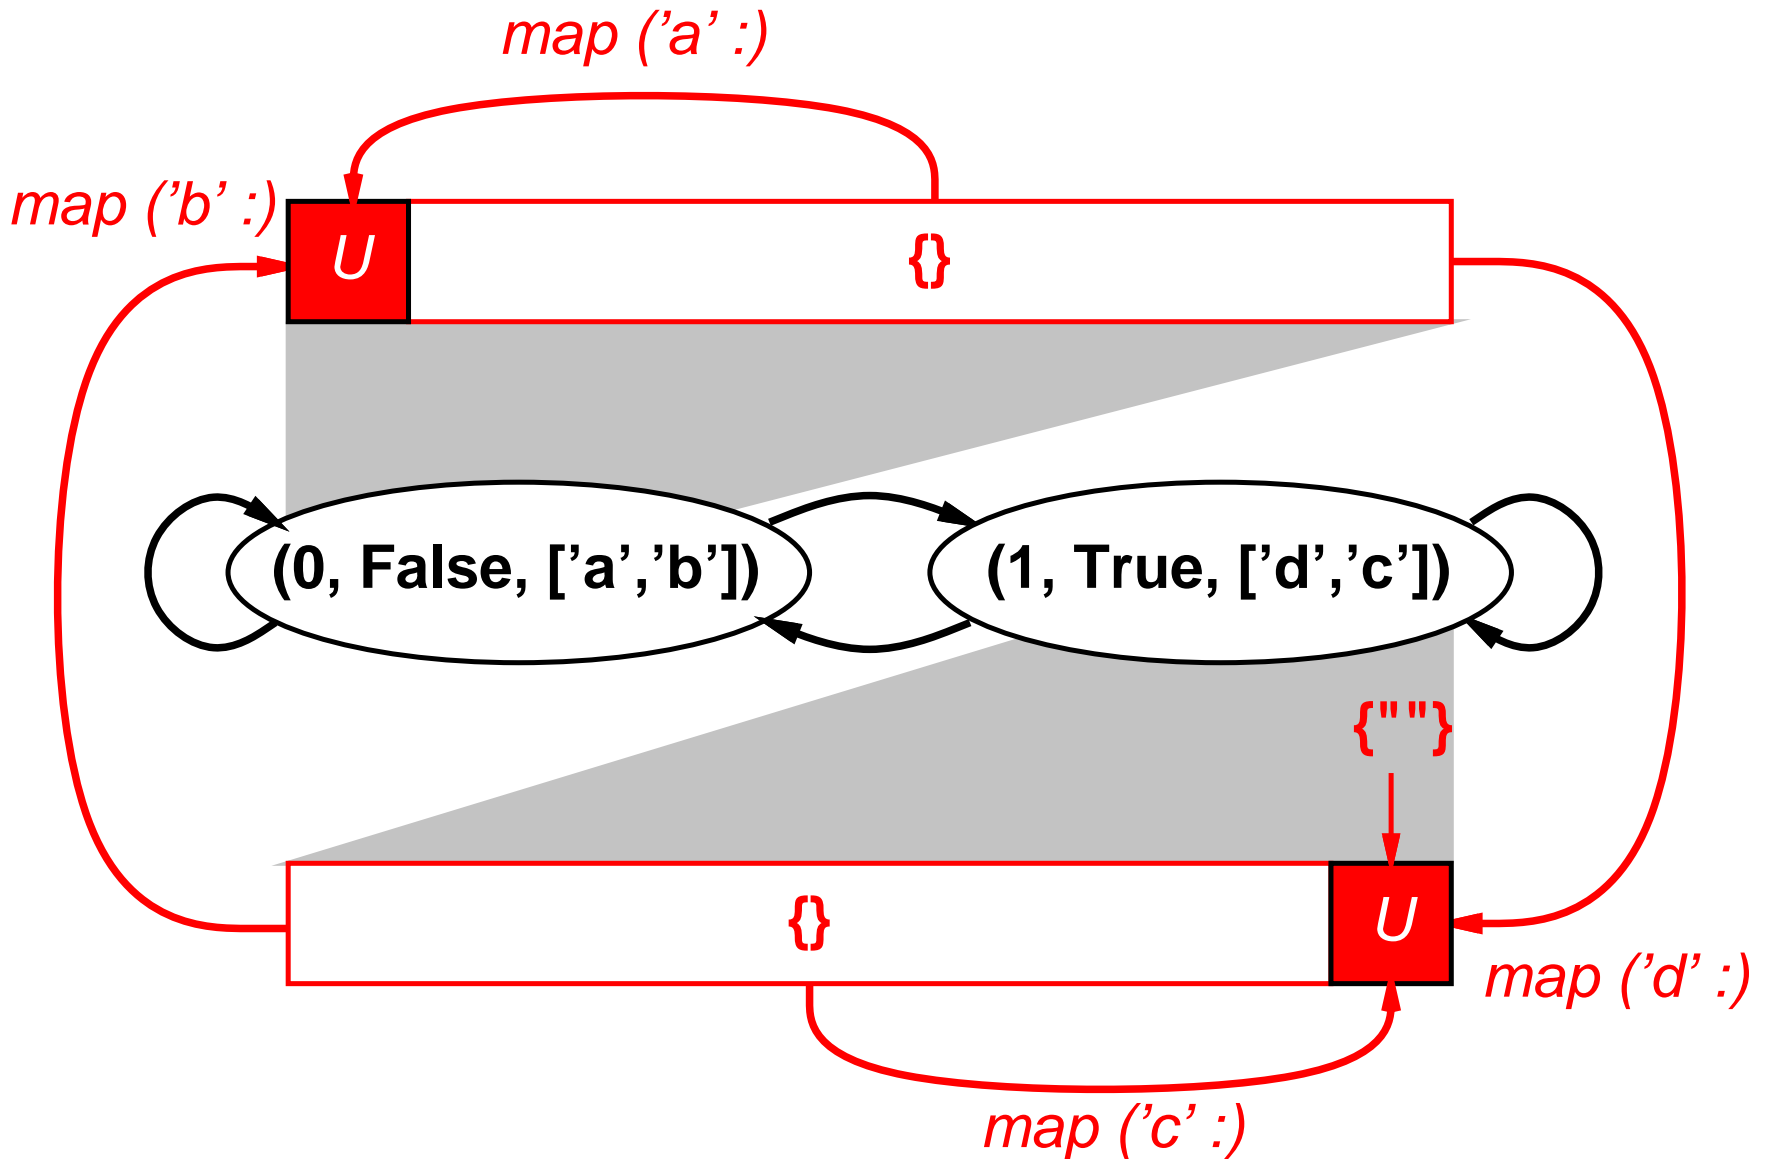 map (’a’ :)
map (’b’ :)
U
{}
(0, False, [’a’,’b’])
(1, True, [’d’,’c’])
{""}
{}
U
map (’d’ :)
map (’c’ :)